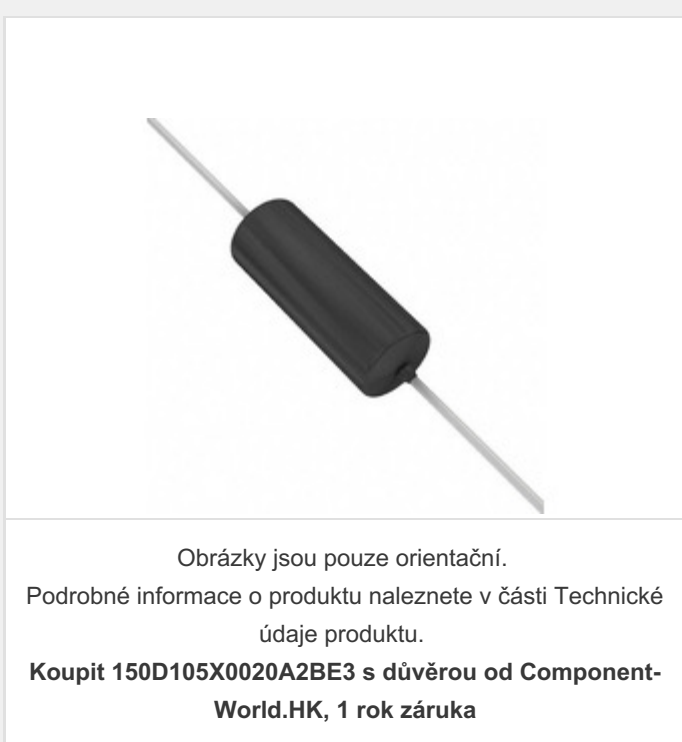 Obrázky jsou pouze orientační.
Podrobné informace o produktu naleznete v části Technické
údaje produktu.
Koupit 150D105X0020A2BE3 s důvěrou od Component-
World.HK, 1 rok záruka